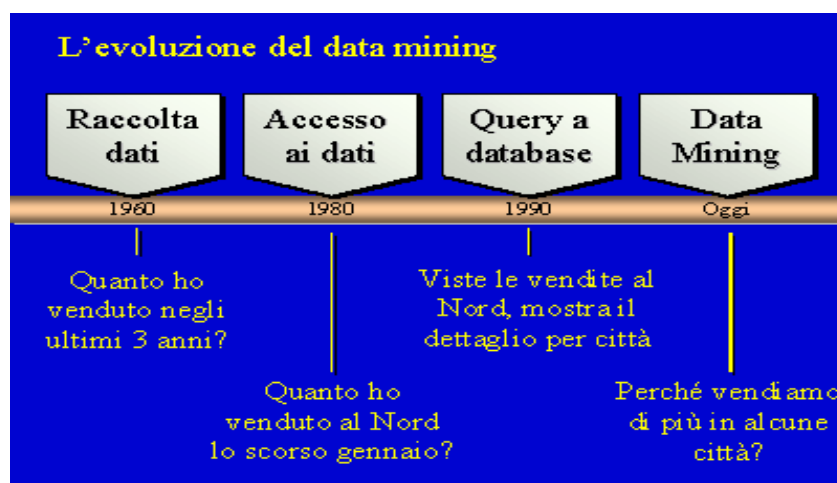 L'evoluzione del data mining
Raccolta
dati
Accesso
ai dati
Query a
database
Data
Mining
1960
1980
1990
Oggi
Quanto ho
venduto negli
ultimi 3 anni?
Quanto ho
venduto al Nord
lo scorso gennaio?
Viste le vendite al
Nord, mostra il
dettaglio per città
Perché vendiamo
di più in alcune
città?